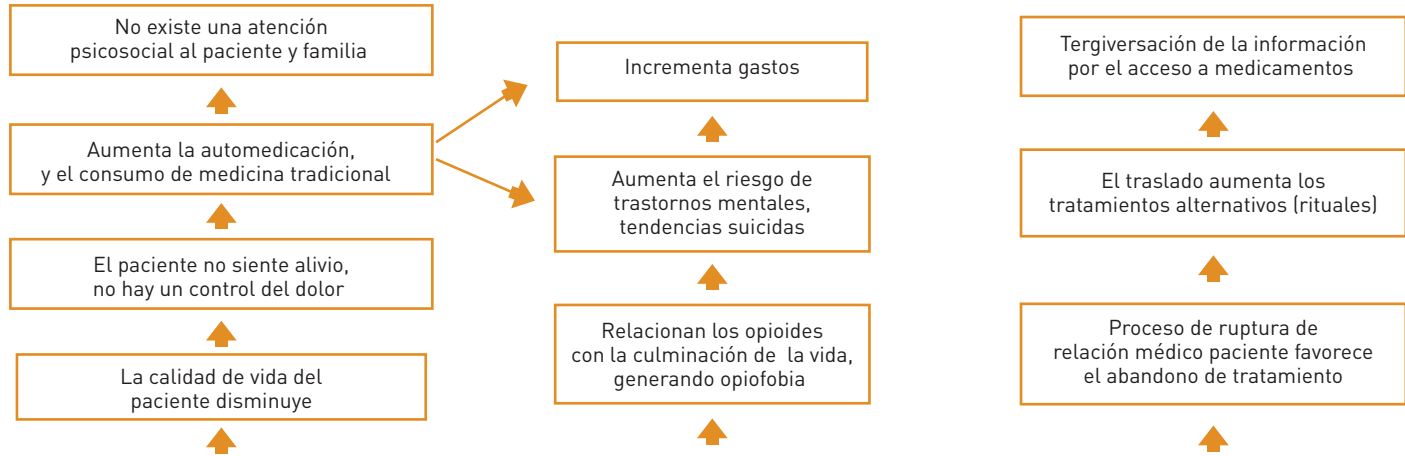 No existe una atención
psicosocial al paciente y familia
Aumenta la automedicación,
y el consumo de medicina tradicional
El paciente no siente alivio,
no hay un control del dolor
La calidad de vida del
paciente disminuye
Incrementa gastos
Aumenta el riesgo de
trastornos mentales,
tendencias suicidas
Relacionan los opioides
con la culminación de  la vida,
generando opiofobia
Tergiversación de la información
por el acceso a medicamentos
El traslado aumenta los
tratamientos alternativos (rituales)
Proceso de ruptura de
relación médico paciente favorece
el abandono de tratamiento